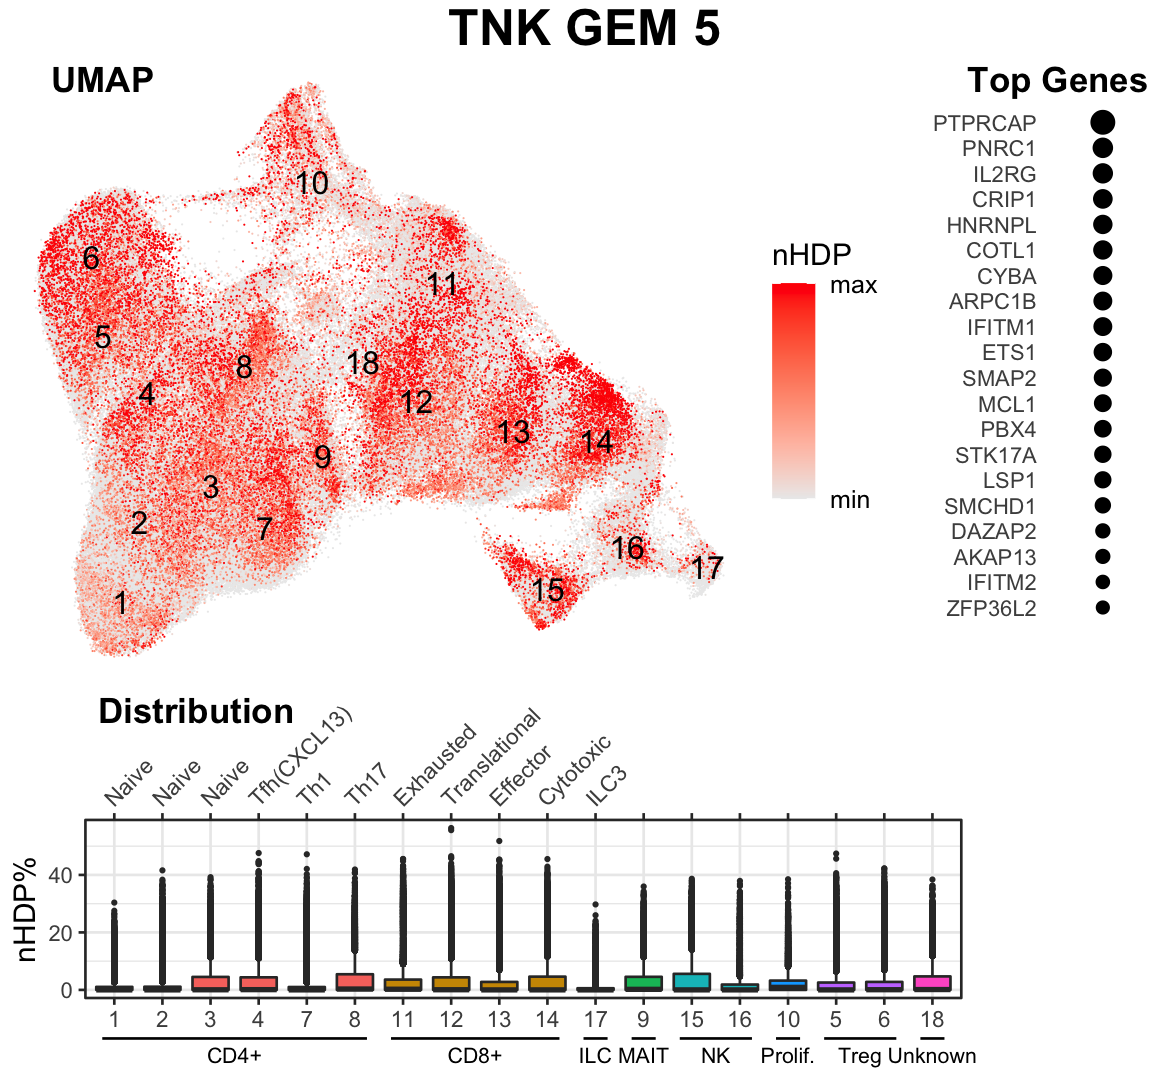 TNK GEM 5
UMAP
10
6
11
5
18
8
4
12
13
14
9
3
2
7
16
17
15
1
nHDP
max
min
Top Genes
PTPRCAP
PNRC1
IL2RG
CRIP1
HNRNPL
COTL1
CYBA
ARPC1B
IFITM1
ETS1
SMAP2
MCL1
PBX4
STK17A
LSP1
SMCHD1
DAZAP2
AKAP13
IFITM2
ZFP36L2
Distribution
Naive
Naive
Naive
Tfh(CXCL13)
Th1
Th17
Exhausted
Translational
Effector
Cytotoxic
ILC3
nHDP%
40
20
0
1 2 3 4 7 8 11 12 13 14 17 9 15 16 10 5 6 18
CD4+ CD8+ ILC MAIT NK Prolif. Treg Unknown